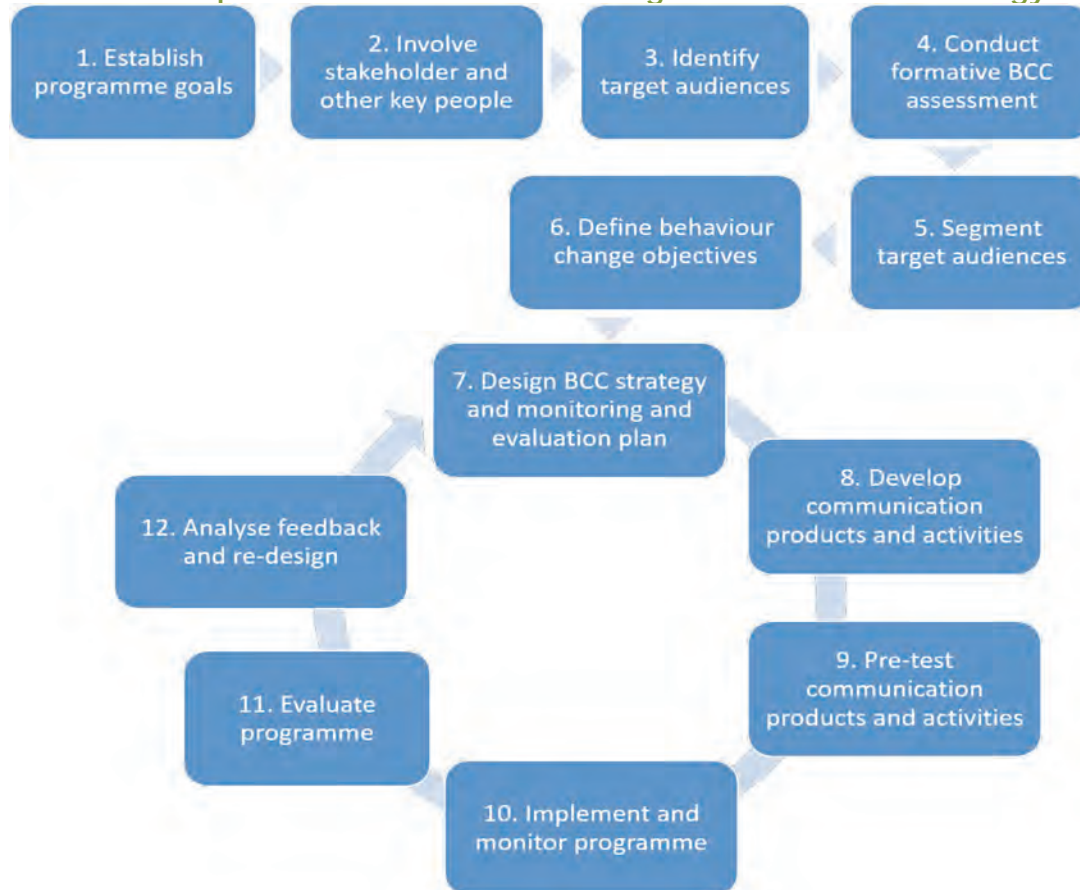 1. Establish
programme goals
2. Involve
stakeholder and
other key people
3. Identify
target audiences
4. Conduct
formative BCC
assessment
5. Segment
target audiences
6. Define behaviour
change objectives
7. Design BCC strategy
and monitoring and
evaluation plan
8. Develop
communication
products and activities
9. Pre-test
communication
products and activities
10. Implement and
monitor programme
11. Evaluate
programme
12. Analyse feedback
and re-design